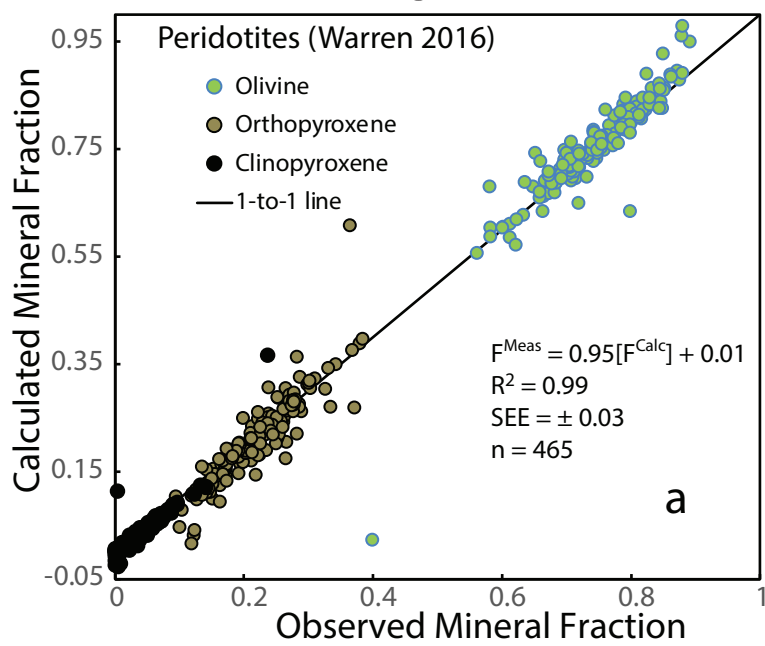 Peridotites (Warren 2016)
Olivine
Orthopyroxene
Clinopyroxene
1-to-1 line
Calculated Mineral Fraction
0.95
0.75
0.55
0.35
0.15
-0.05
F^Meas = 0.95[F^Calc] + 0.01
R² = 0.99
SEE = ± 0.03
n = 465
a
0 0.2 0.4 0.6 0.8 1
Observed Mineral Fraction